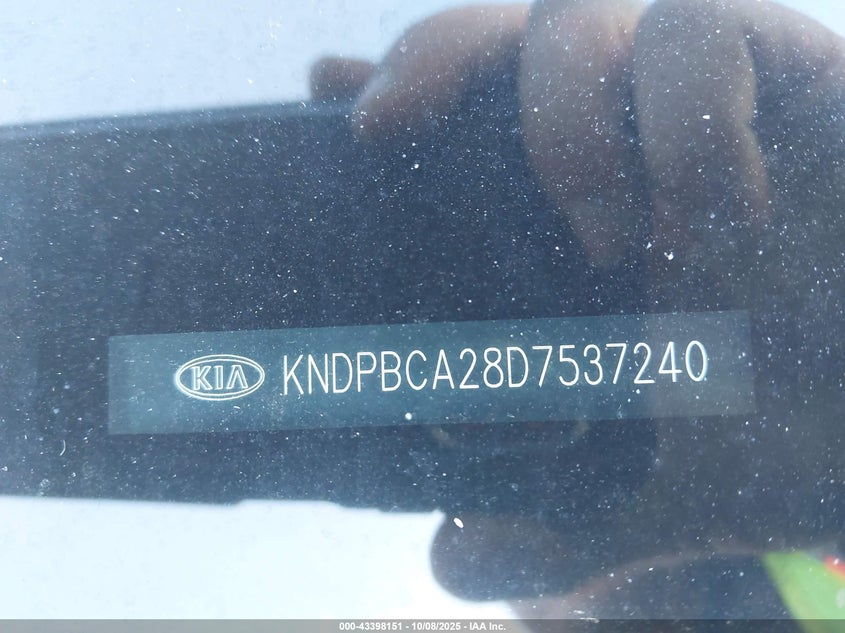 KIA KNDPBCA28D7537240
000-43398151 - 10/08/2025 - IAA Inc.